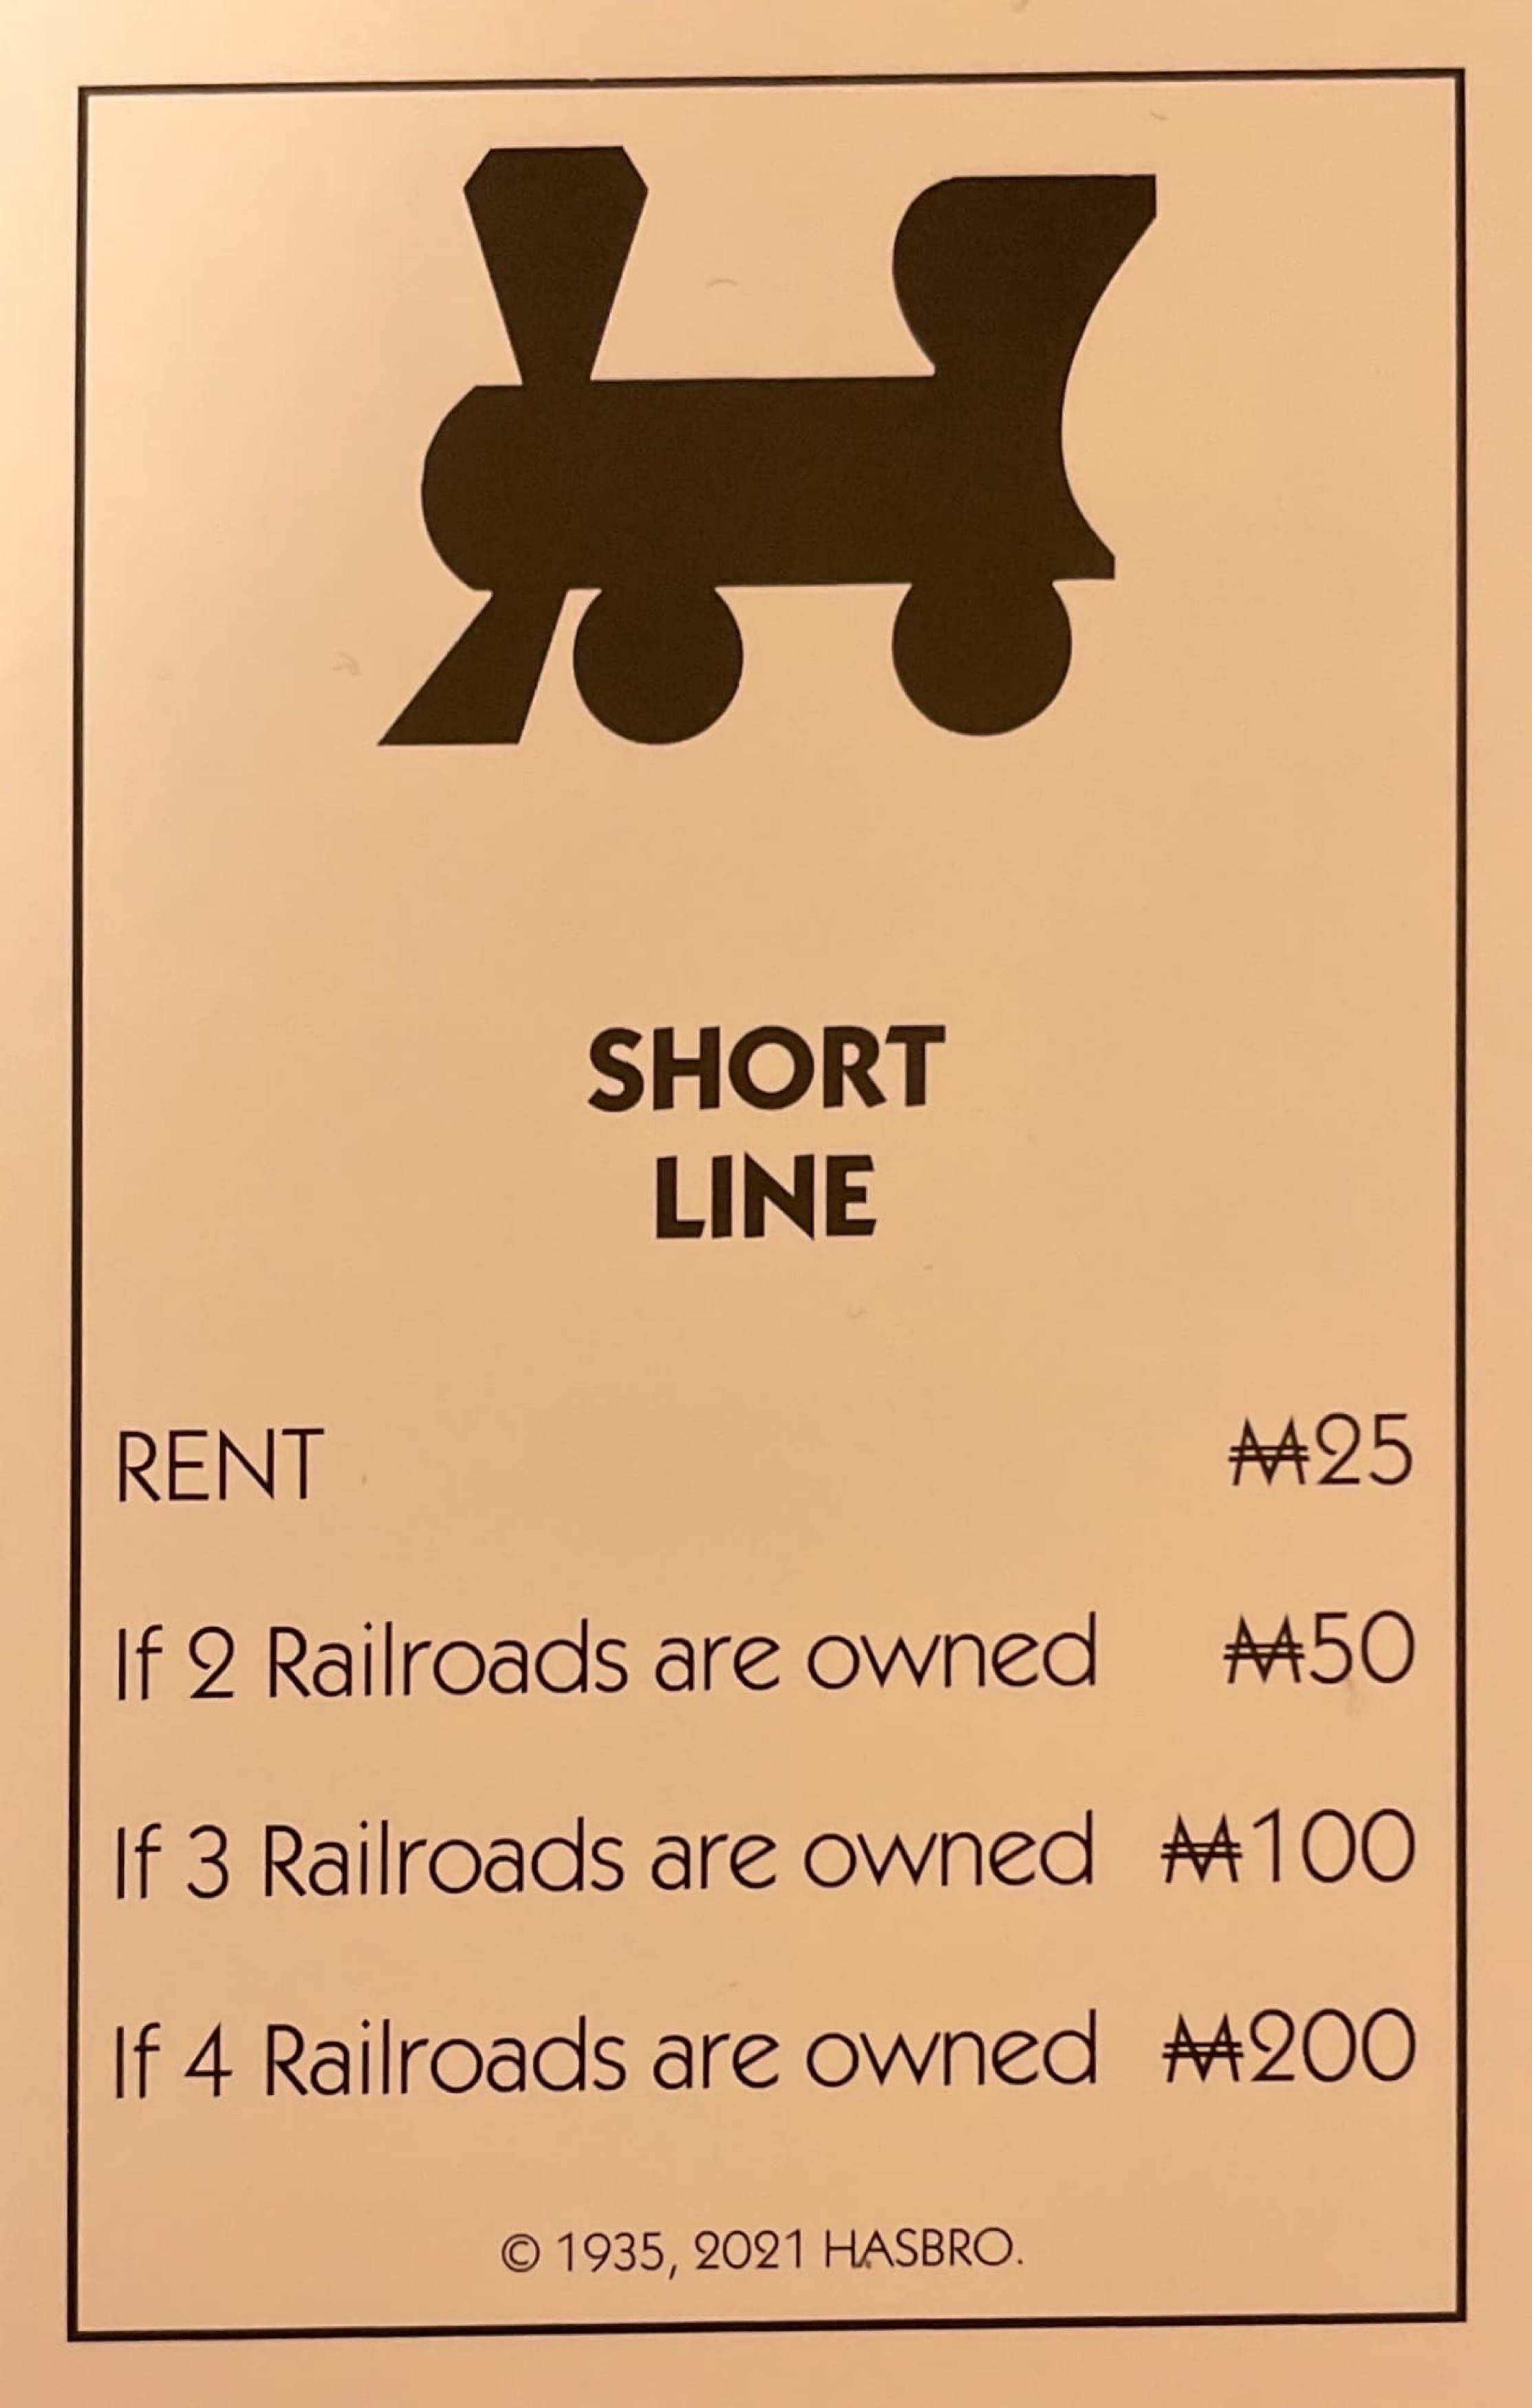 SHORT
LINE
RENT ₩25
If 2 Railroads are owned ₩50
If 3 Railroads are owned ₩100
If 4 Railroads are owned ₩200
© 1935, 2021 HASBRO.